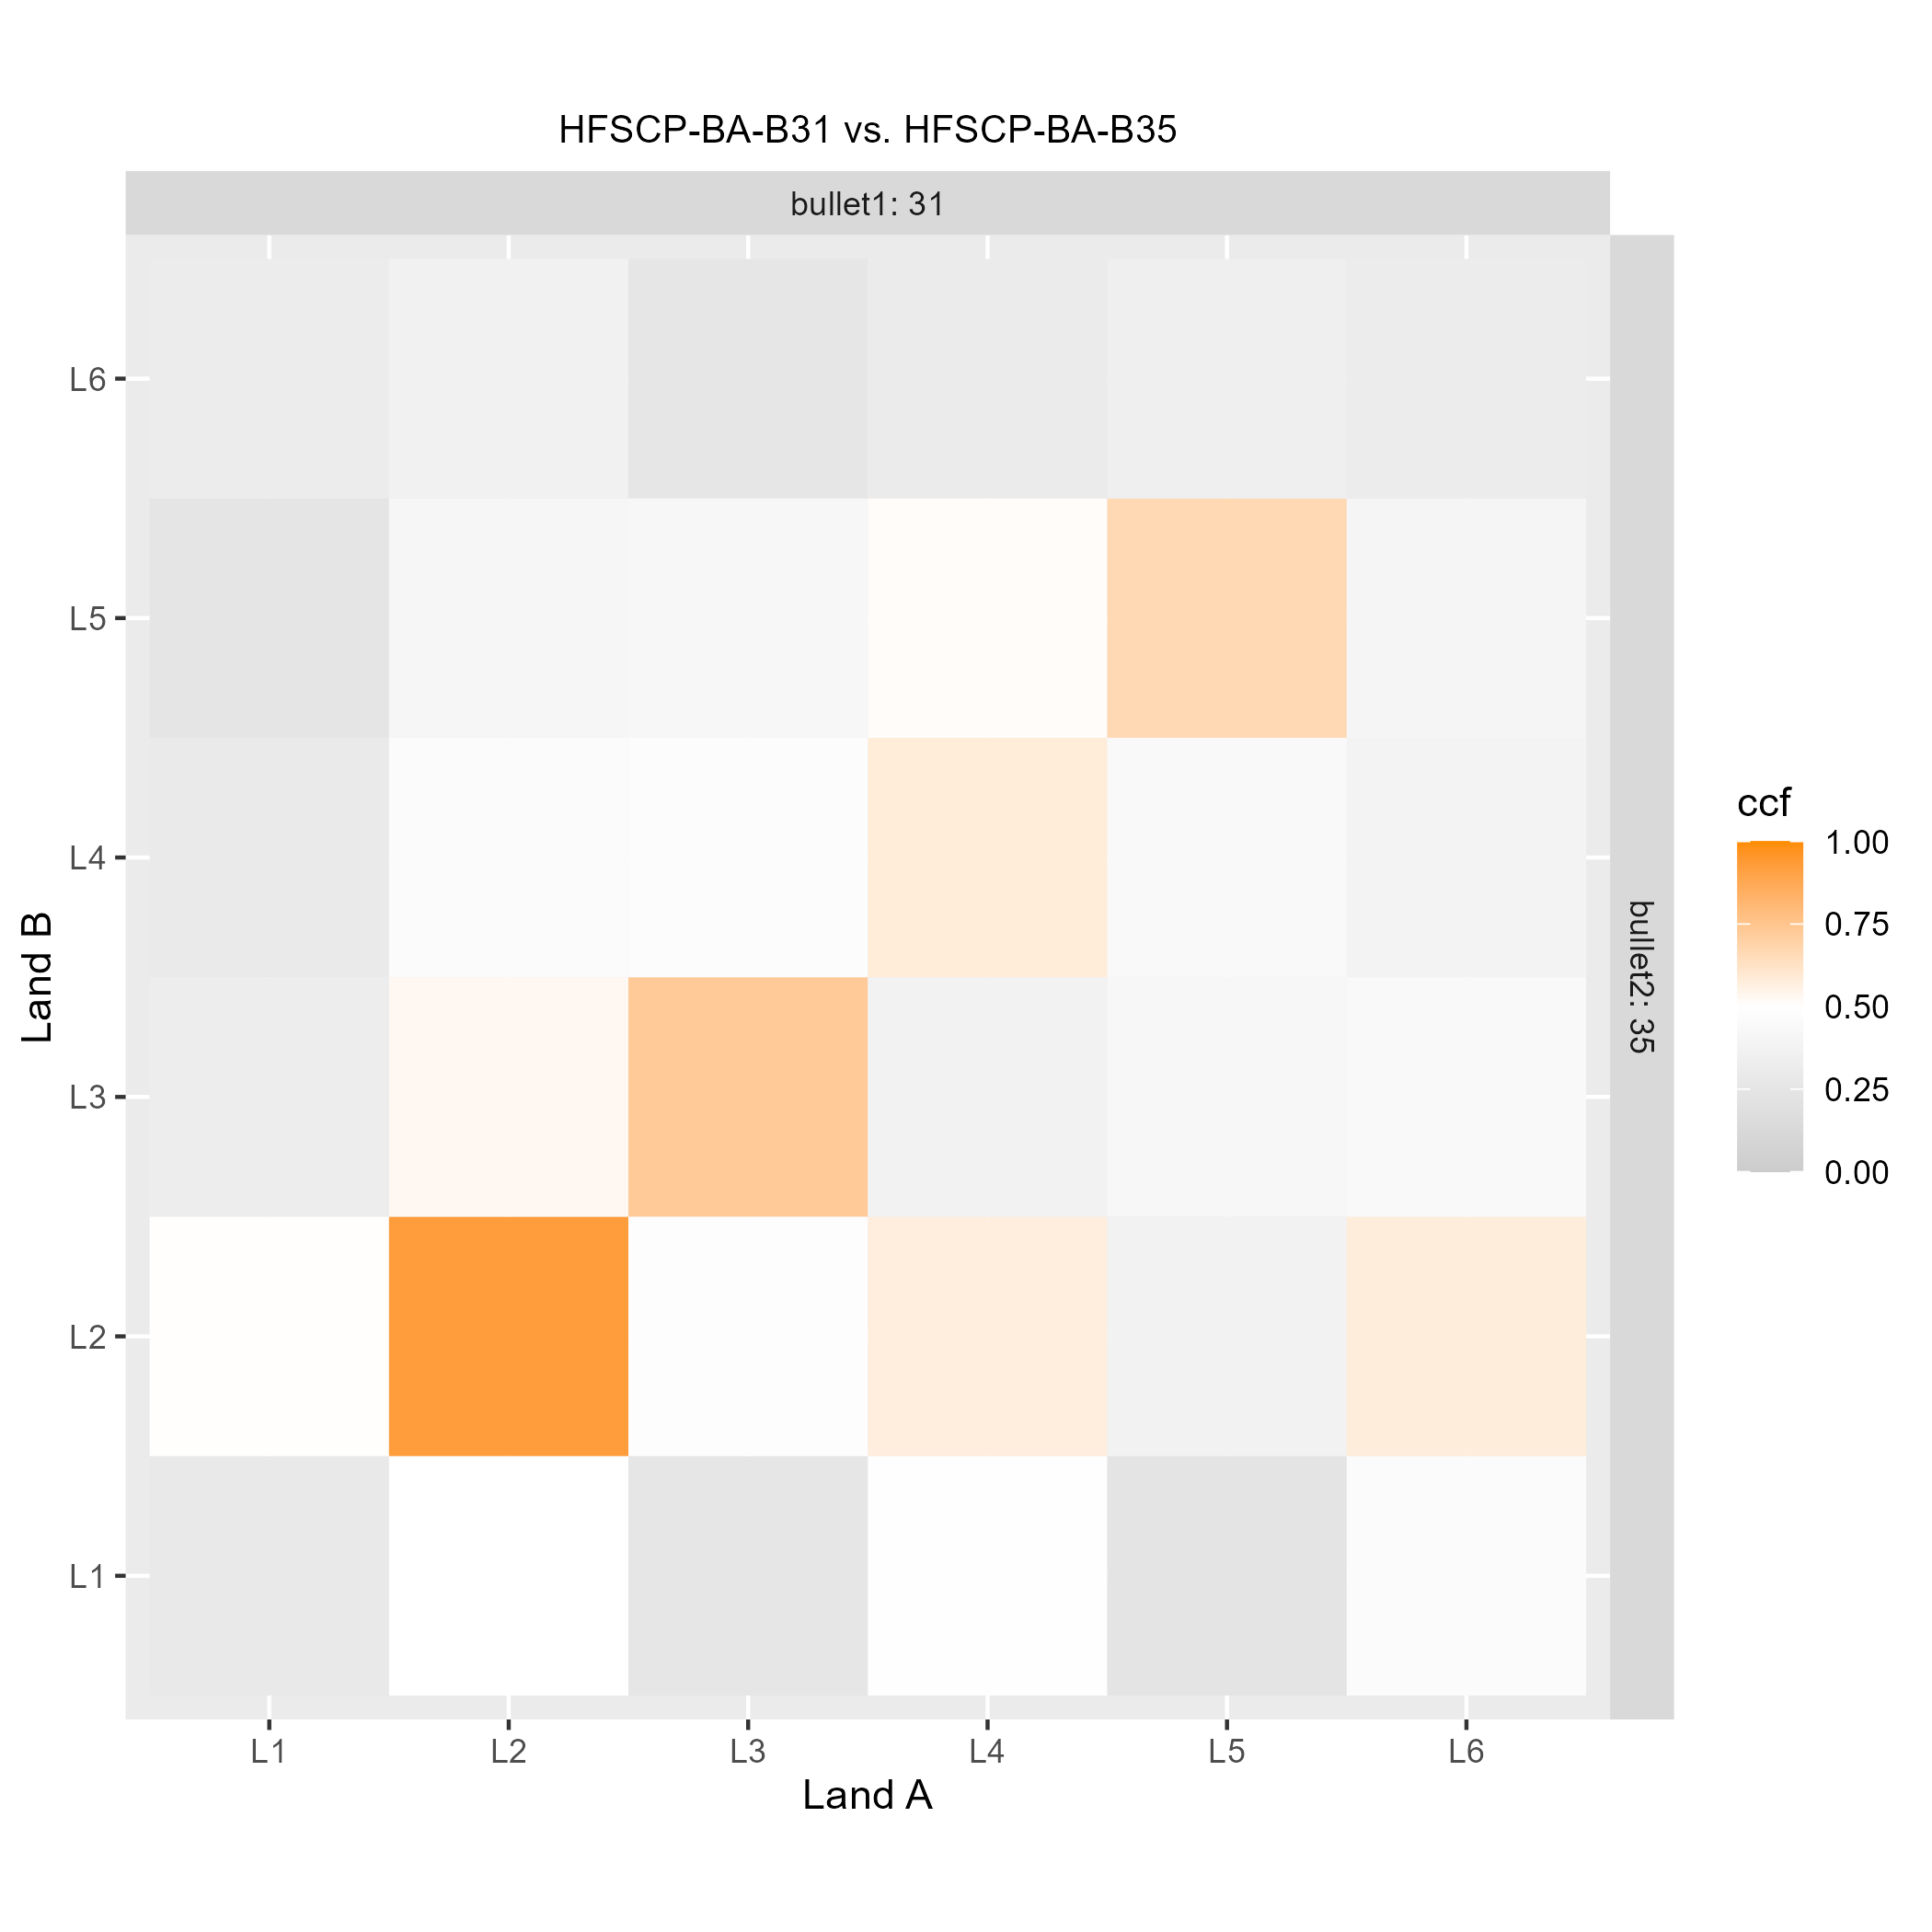 HFSCP-BA-B31 vs. HFSCP-BA-B35
bullet1: 31
L6
L5
L4
L3
L2
L1
Land B
bullet2: 35
L1 L2 L3 L4 L5 L6
Land A
ccf
1.00
0.75
0.50
0.25
0.00